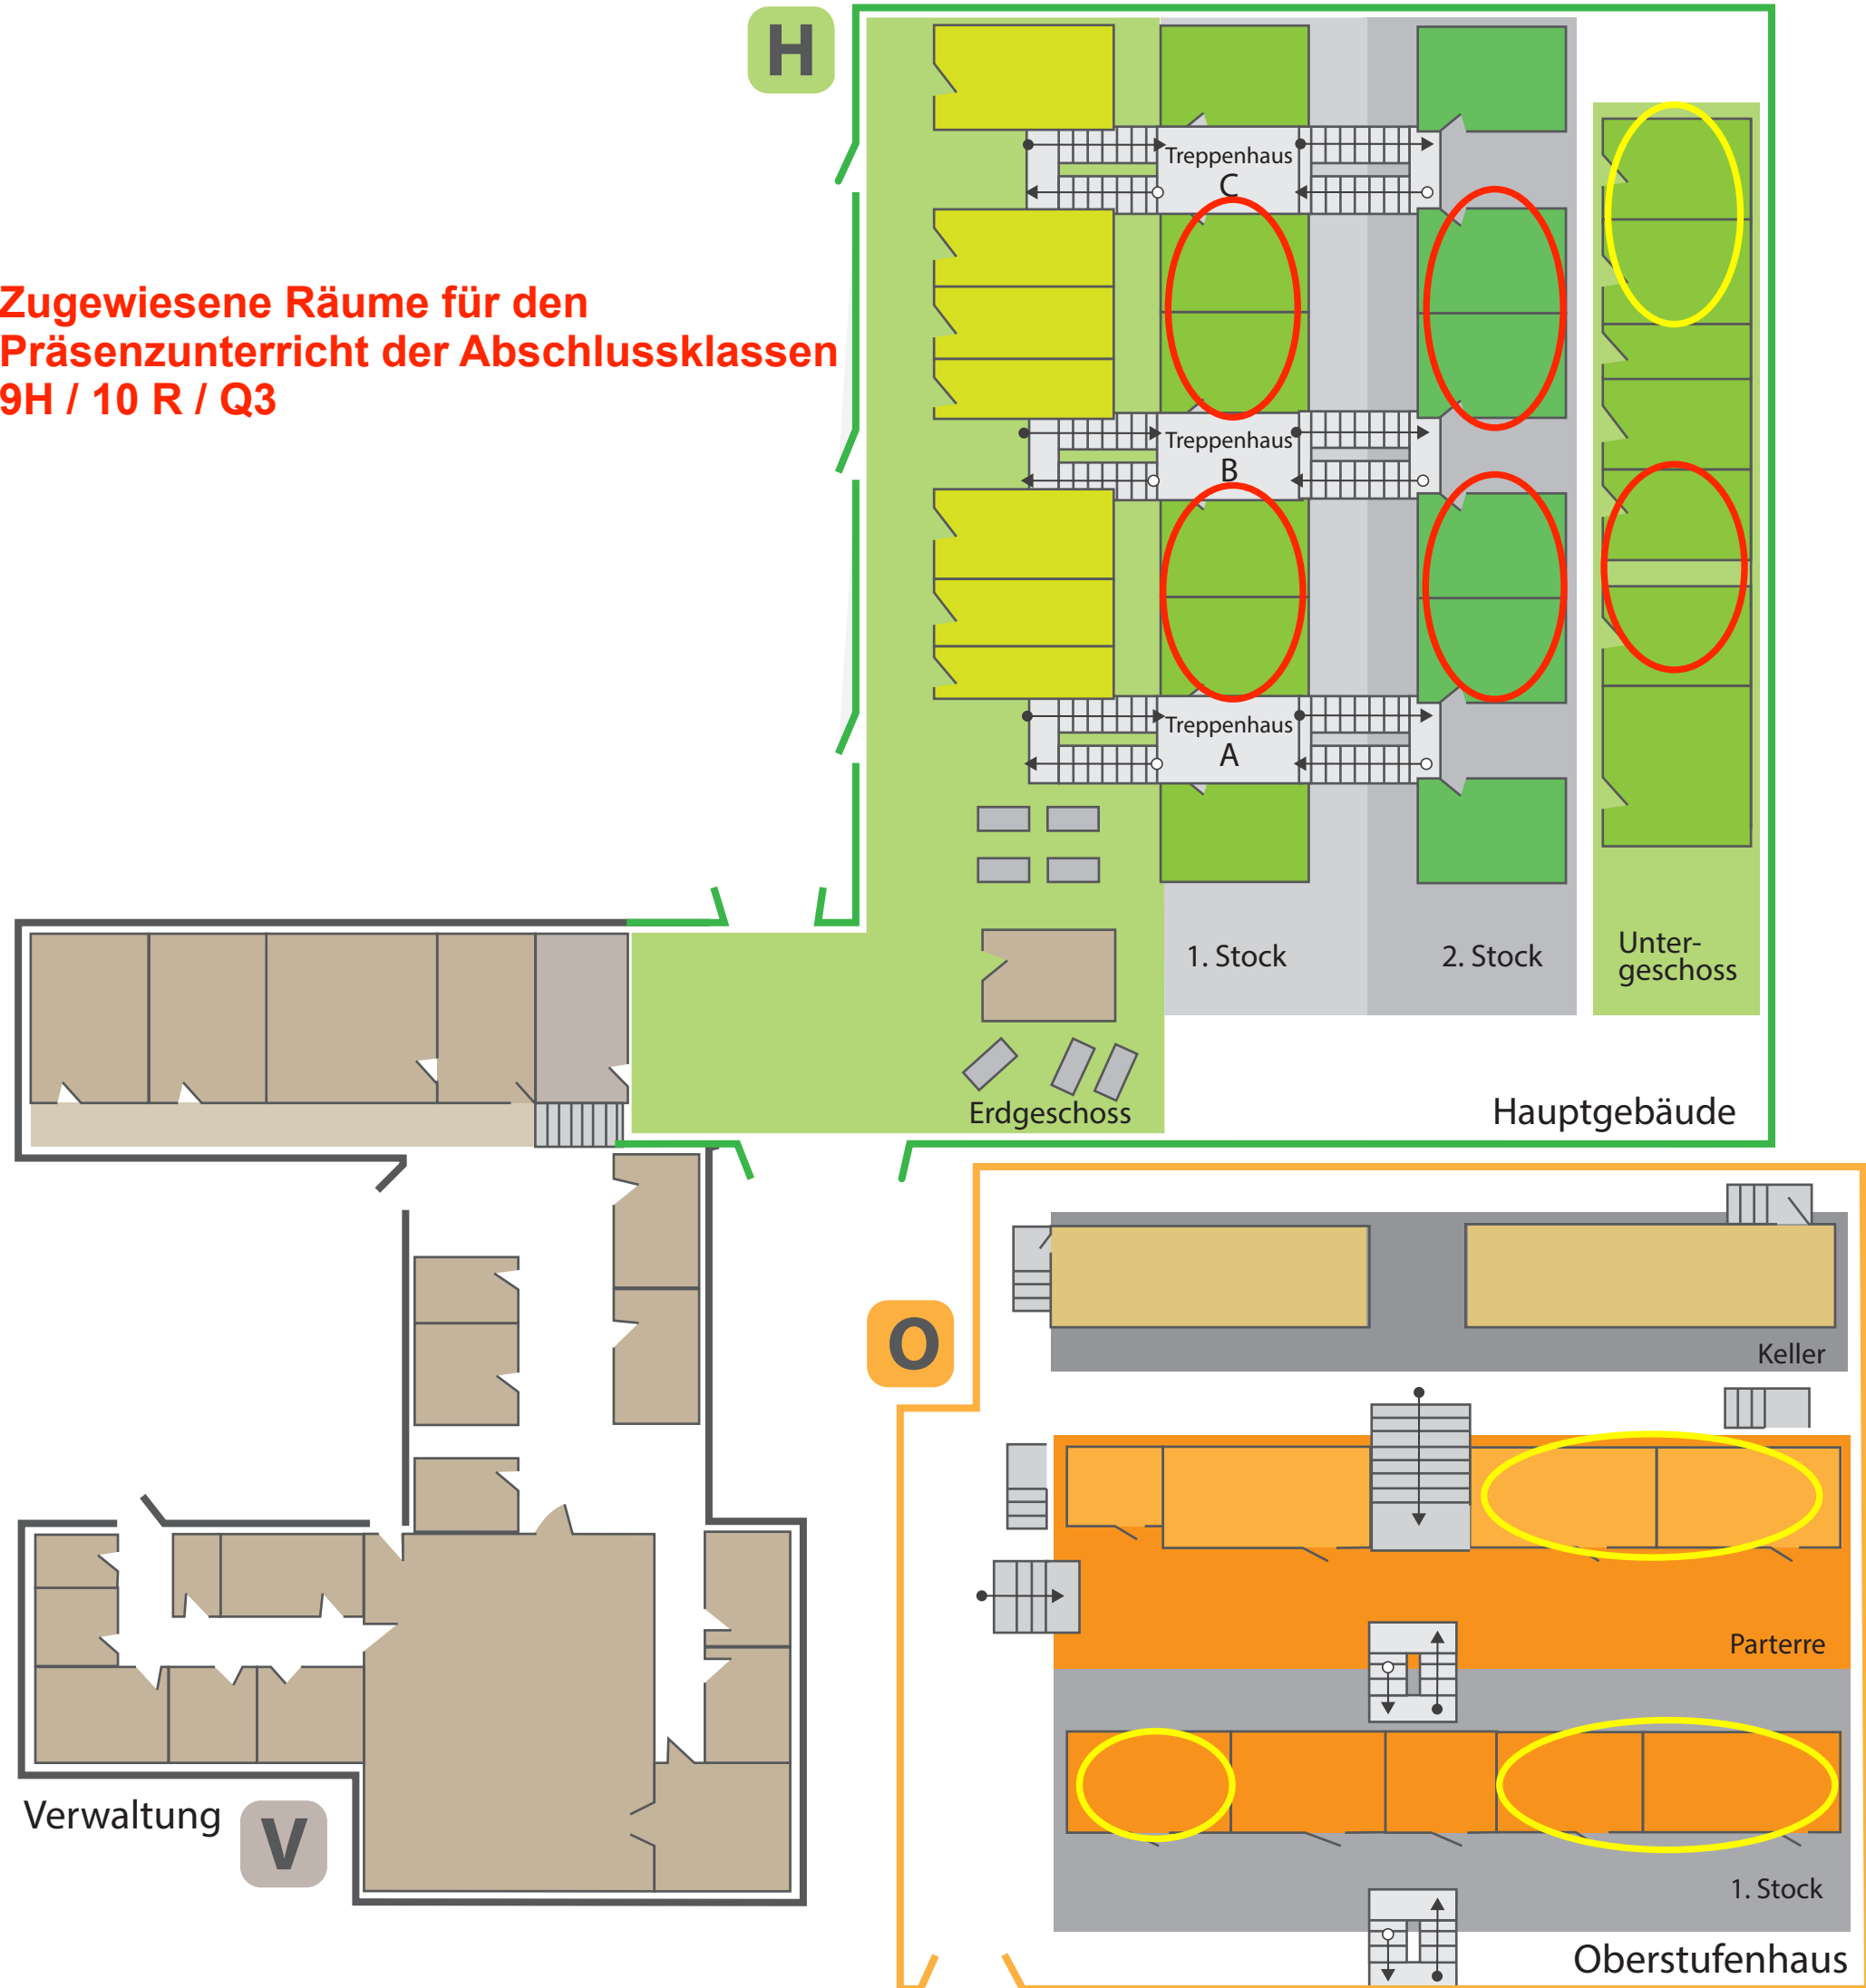 H
Treppenhaus
C
Zugewiesene Räume für den
Präsenzunterricht der Abschlussklassen
9H / 10 R / Q3
Treppenhaus
B
Treppenhaus
A
1. Stock
2. Stock
Unter-
geschoss
Erdgeschoss
Hauptgebäude
O
Keller
Parterre
Verwaltung
V
1. Stock
Oberstufenhaus